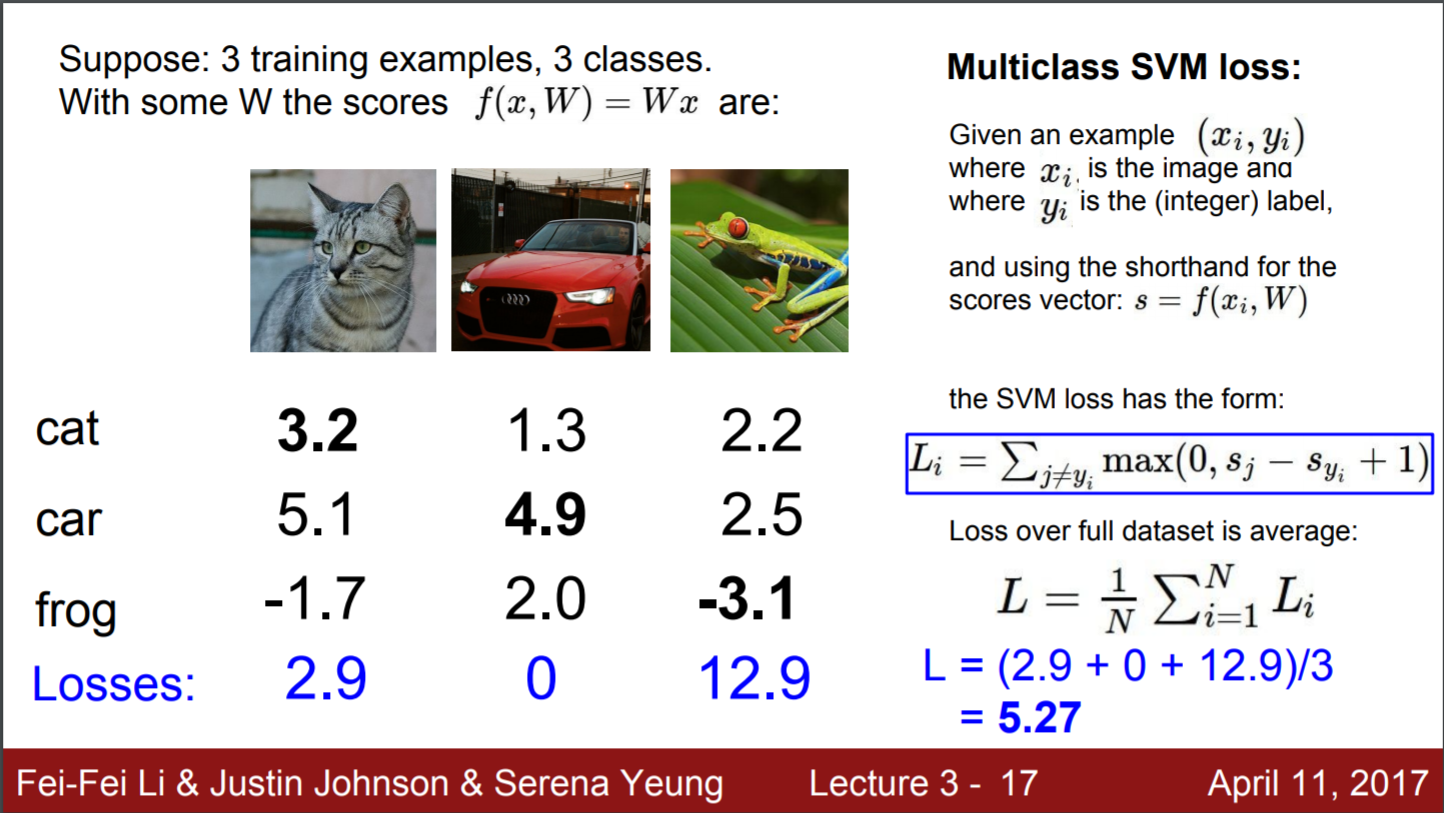 Suppose: 3 training examples, 3 classes.
With some W the scores f(x, W) = Wx are:
cat 3.2 1.3 2.2
car 5.1 4.9 2.5
frog -1.7 2.0 -3.1
Losses: 2.9 0 12.9
Multiclass SVM loss:
Given an example (x_i, y_i)
where x_i is the image and
where y_i is the (integer) label,
and using the shorthand for the
scores vector: s = f(x_i, W)
the SVM loss has the form:
L_i = ∑_{j≠y_i} max(0, s_j − s_{y_i} + 1)
Loss over full dataset is average:
L = \frac{1}{N} ∑_{i=1}^{N} L_i
L = (2.9 + 0 + 12.9)/3
= 5.27
Fei-Fei Li & Justin Johnson & Serena Yeung Lecture 3 - 17 April 11, 2017